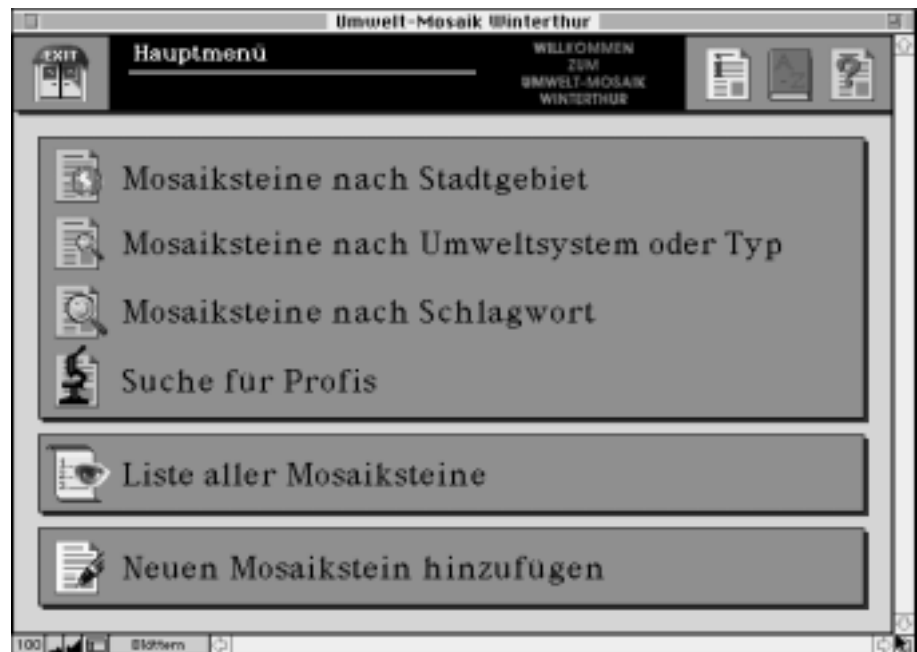 Umwelt-Mosaik Winterthur
EXIT
Hauptmenü
WILLKOMMEN
ZUM
UMWELT-MOSAIK
WINTERTHUR
A
Z
?
Mosaiksteine nach Stadtgebiet
Mosaiksteine nach Umweltsystem oder Typ
Mosaiksteine nach Schlagwort
Suche für Profis
Liste aller Mosaiksteine
Neuen Mosaikstein hinzufügen
100
Blättern